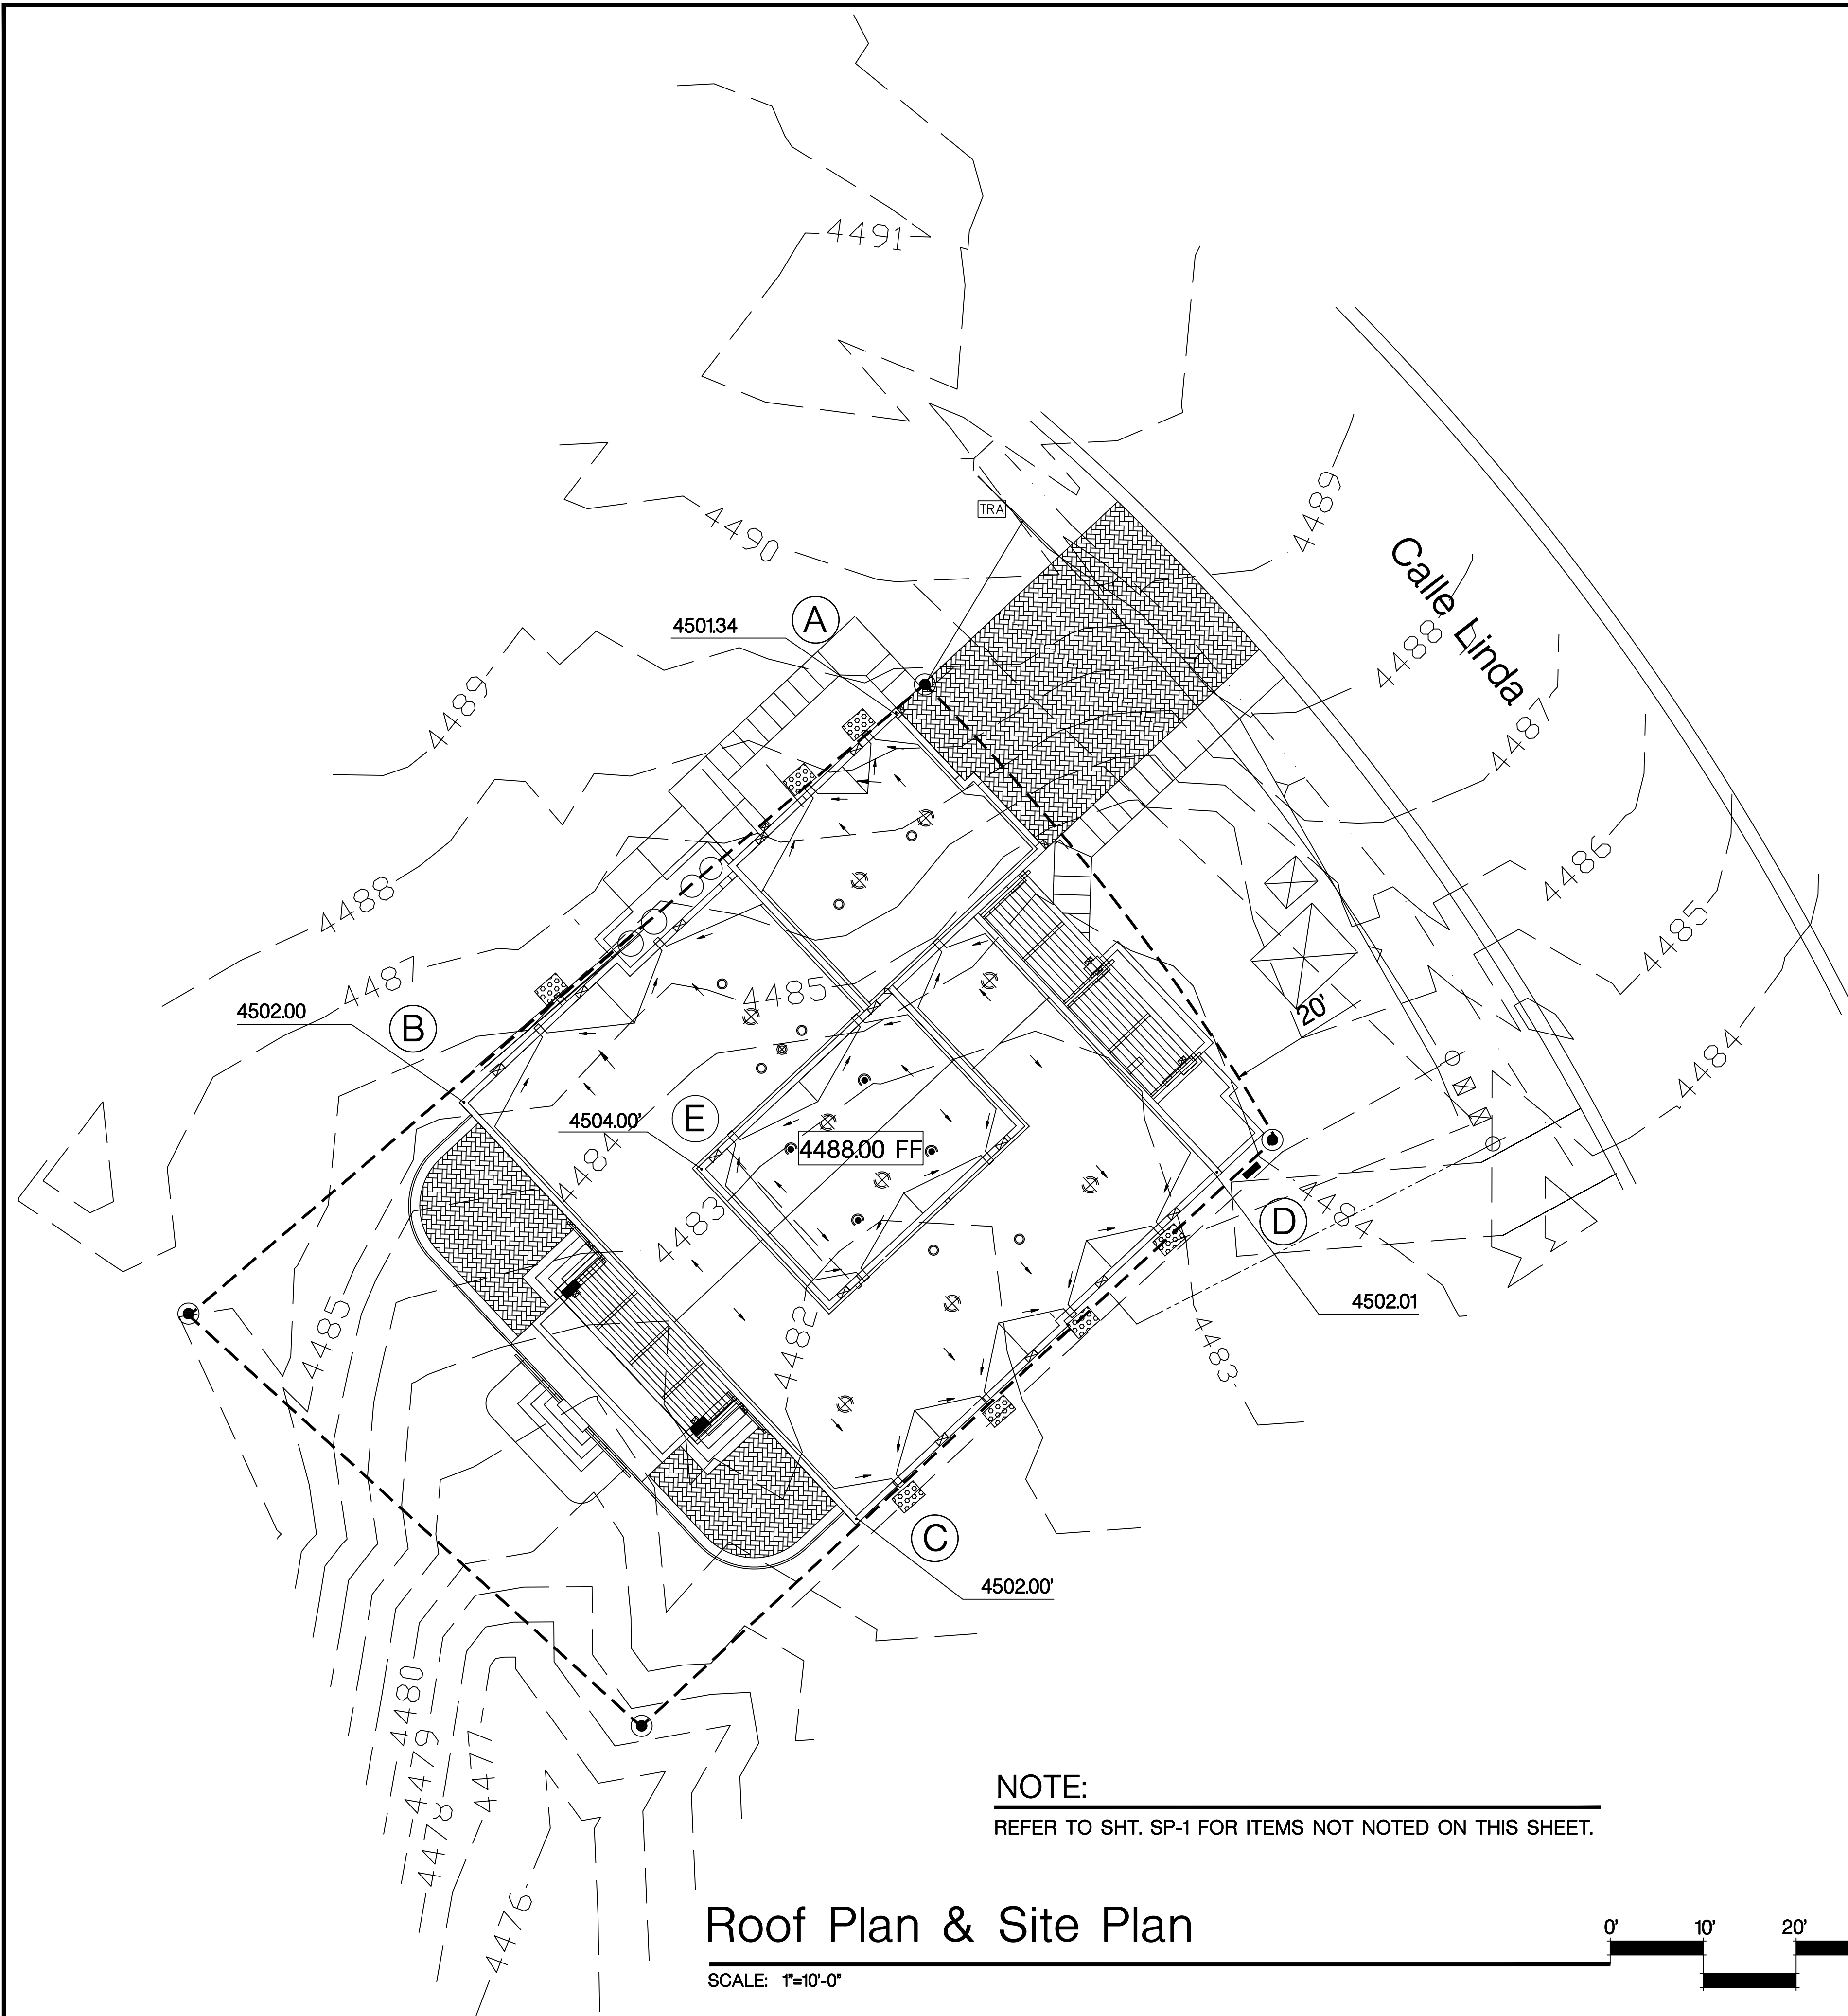 4491
4490
4489
TRA
Calle Linda
4501.34
A
4488
4489
4487
4488
4486
4487
4485
4485
20'
4502.00
B
4484
4504.00'
E
4488.00 FF
4484
4483
4484
D
4485
4482
4502.01
4483
C
4502.00'
4480
4479
4478
4477
4476
NOTE:
REFER TO SHT. SP-1 FOR ITEMS NOT NOTED ON THIS SHEET.
Roof Plan & Site Plan
SCALE: 1"=10'-0"
0' 10' 20'